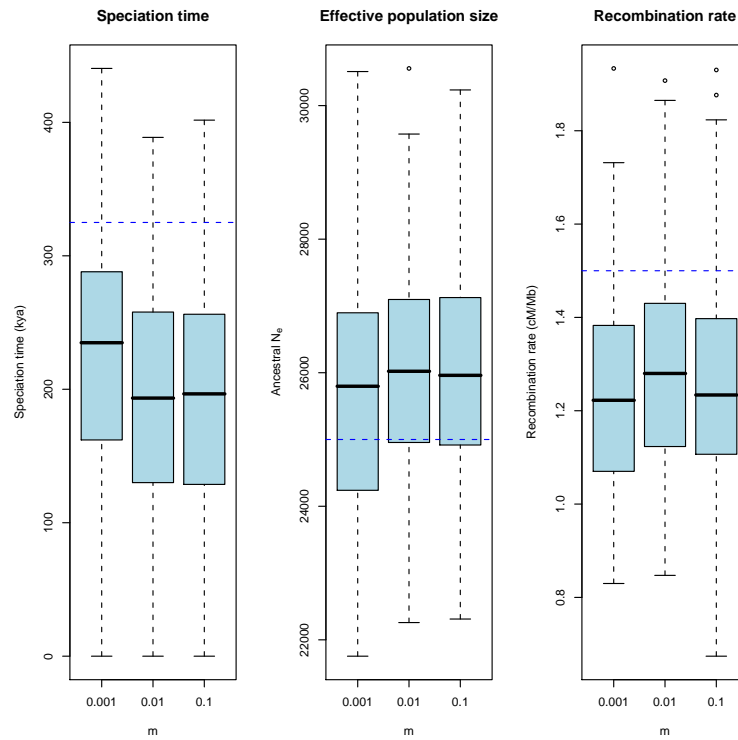 Speciation time
Speciation time (kya)
400
300
200
100
0
0.001 0.01 0.1
m
Effective population size
Ancestral Ne
30000
28000
26000
24000
22000
0.001 0.01 0.1
m
Recombination rate
Recombination rate (cM/Mb)
1.8
1.6
1.4
1.2
1.0
0.8
0.001 0.01 0.1
m